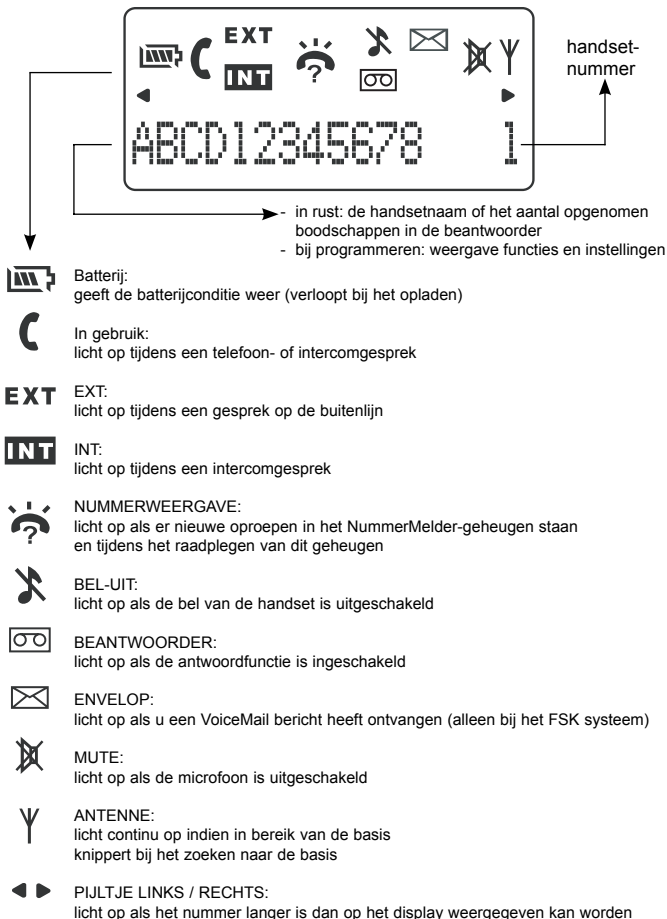 EXT
INT
ABCD12345678 1
handset-
nummer
- in rust: de handsetnaam of het aantal opgenomen
boodschappen in de beantwoorder
- bij programmeren: weergave functies en instellingen
Batterij:
geeft de batterijconditie weer (verloopt bij het opladen)
In gebruik:
licht op tijdens een telefoon- of intercomgesprek
EXT EXT:
licht op tijdens een gesprek op de buitenlijn
INT INT:
licht op tijdens een intercomgesprek
? NUMMERWEERGAVE:
licht op als er nieuwe oproepen in het NummerMelder-geheugen staan
en tijdens het raadplegen van dit geheugen
BEL-UIT:
licht op als de bel van de handset is uitgeschakeld
BEANTWOORDER:
licht op als de antwoordfunctie is ingeschakeld
ENVELOP:
licht op als u een VoiceMail bericht heeft ontvangen (alleen bij het FSK systeem)
MUTE:
licht op als de microfoon is uitgeschakeld
ANTENNE:
licht continu op indien in bereik van de basis
knippert bij het zoeken naar de basis
PIJLTJE LINKS / RECHTS:
licht op als het nummer langer is dan op het display weergegeven kan worden